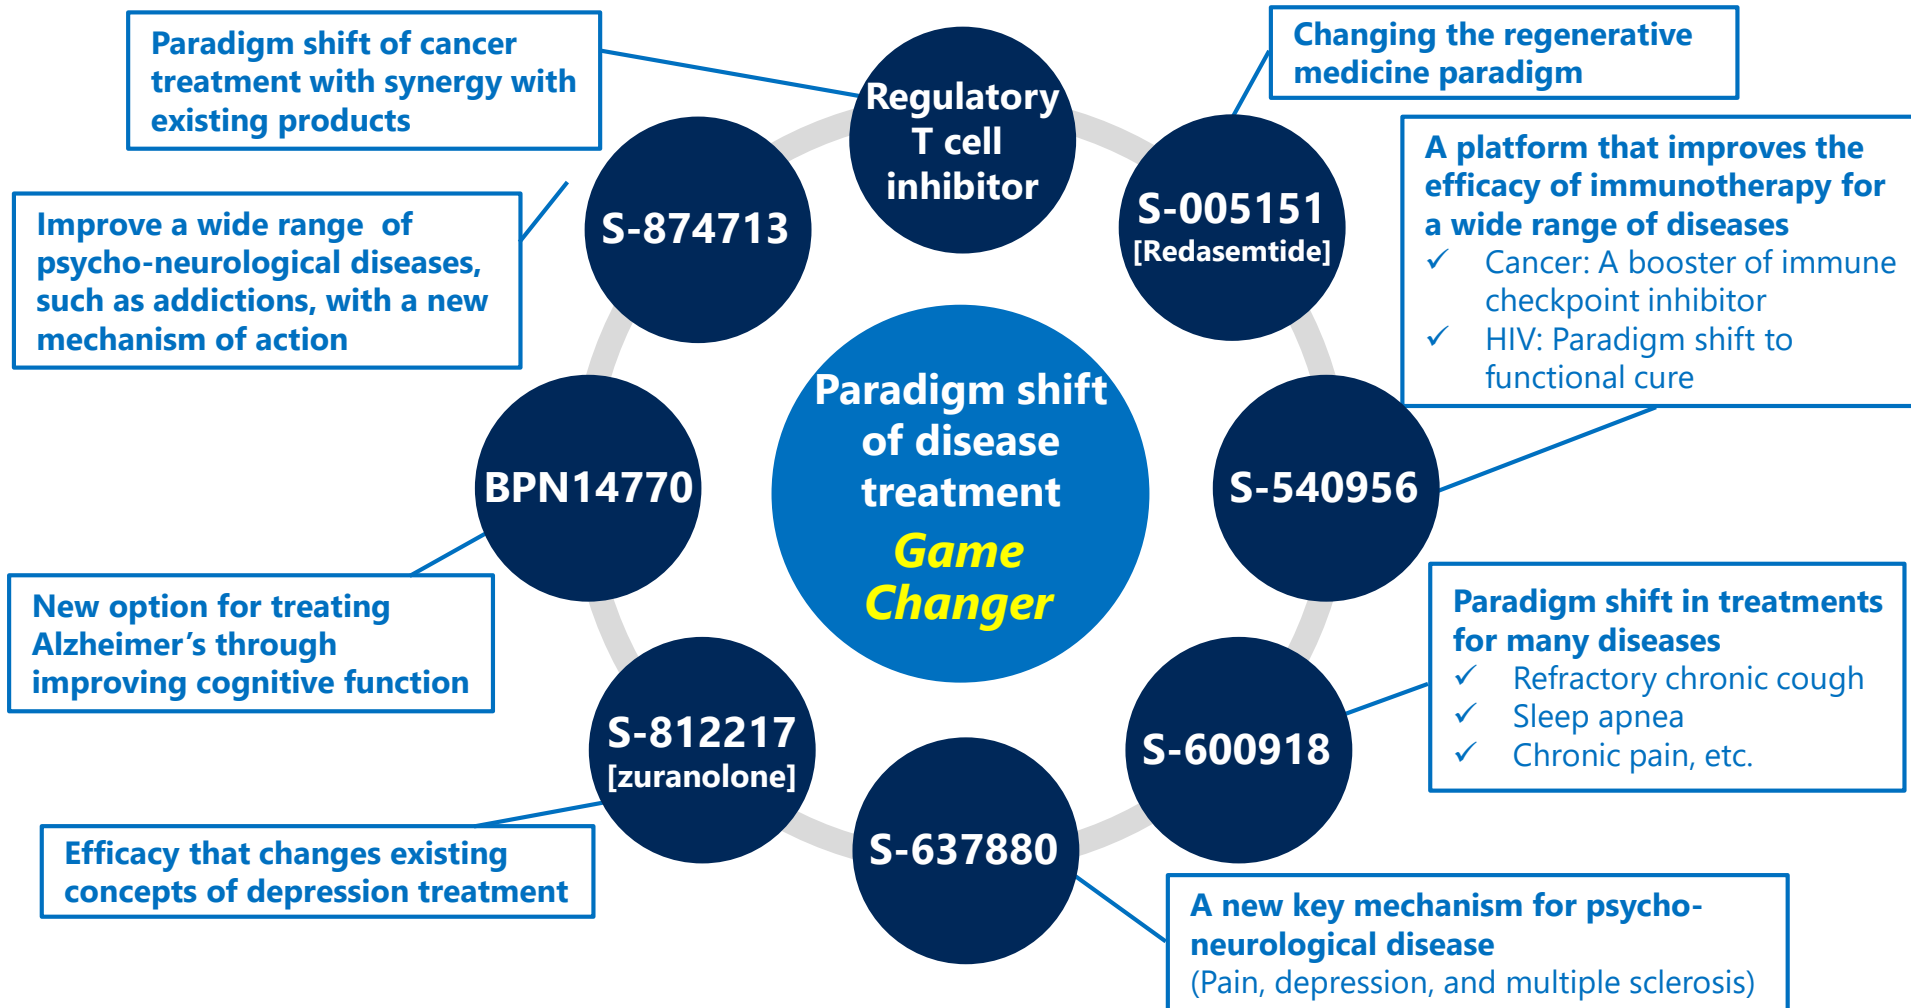 Paradigm shift of cancer
treatment with synergy with
existing products
Regulatory
T cell
inhibitor
Changing the regenerative
medicine paradigm
S-874713
S-005151
[Redasemtide]
A platform that improves the
efficacy of immunotherapy for
a wide range of diseases
✓ Cancer: A booster of immune
checkpoint inhibitor
✓ HIV: Paradigm shift to
functional cure
Improve a wide range of
psycho-neurological diseases,
such as addictions, with a new
mechanism of action
Paradigm shift
of disease
treatment
Game
Changer
BPN14770
S-540956
New option for treating
Alzheimer’s through
improving cognitive function
Paradigm shift in treatments
for many diseases
✓ Refractory chronic cough
✓ Sleep apnea
✓ Chronic pain, etc.
S-812217
[zuranolone]
S-600918
S-637880
Efficacy that changes existing
concepts of depression treatment
A new key mechanism for psycho-
neurological disease
(Pain, depression, and multiple sclerosis)